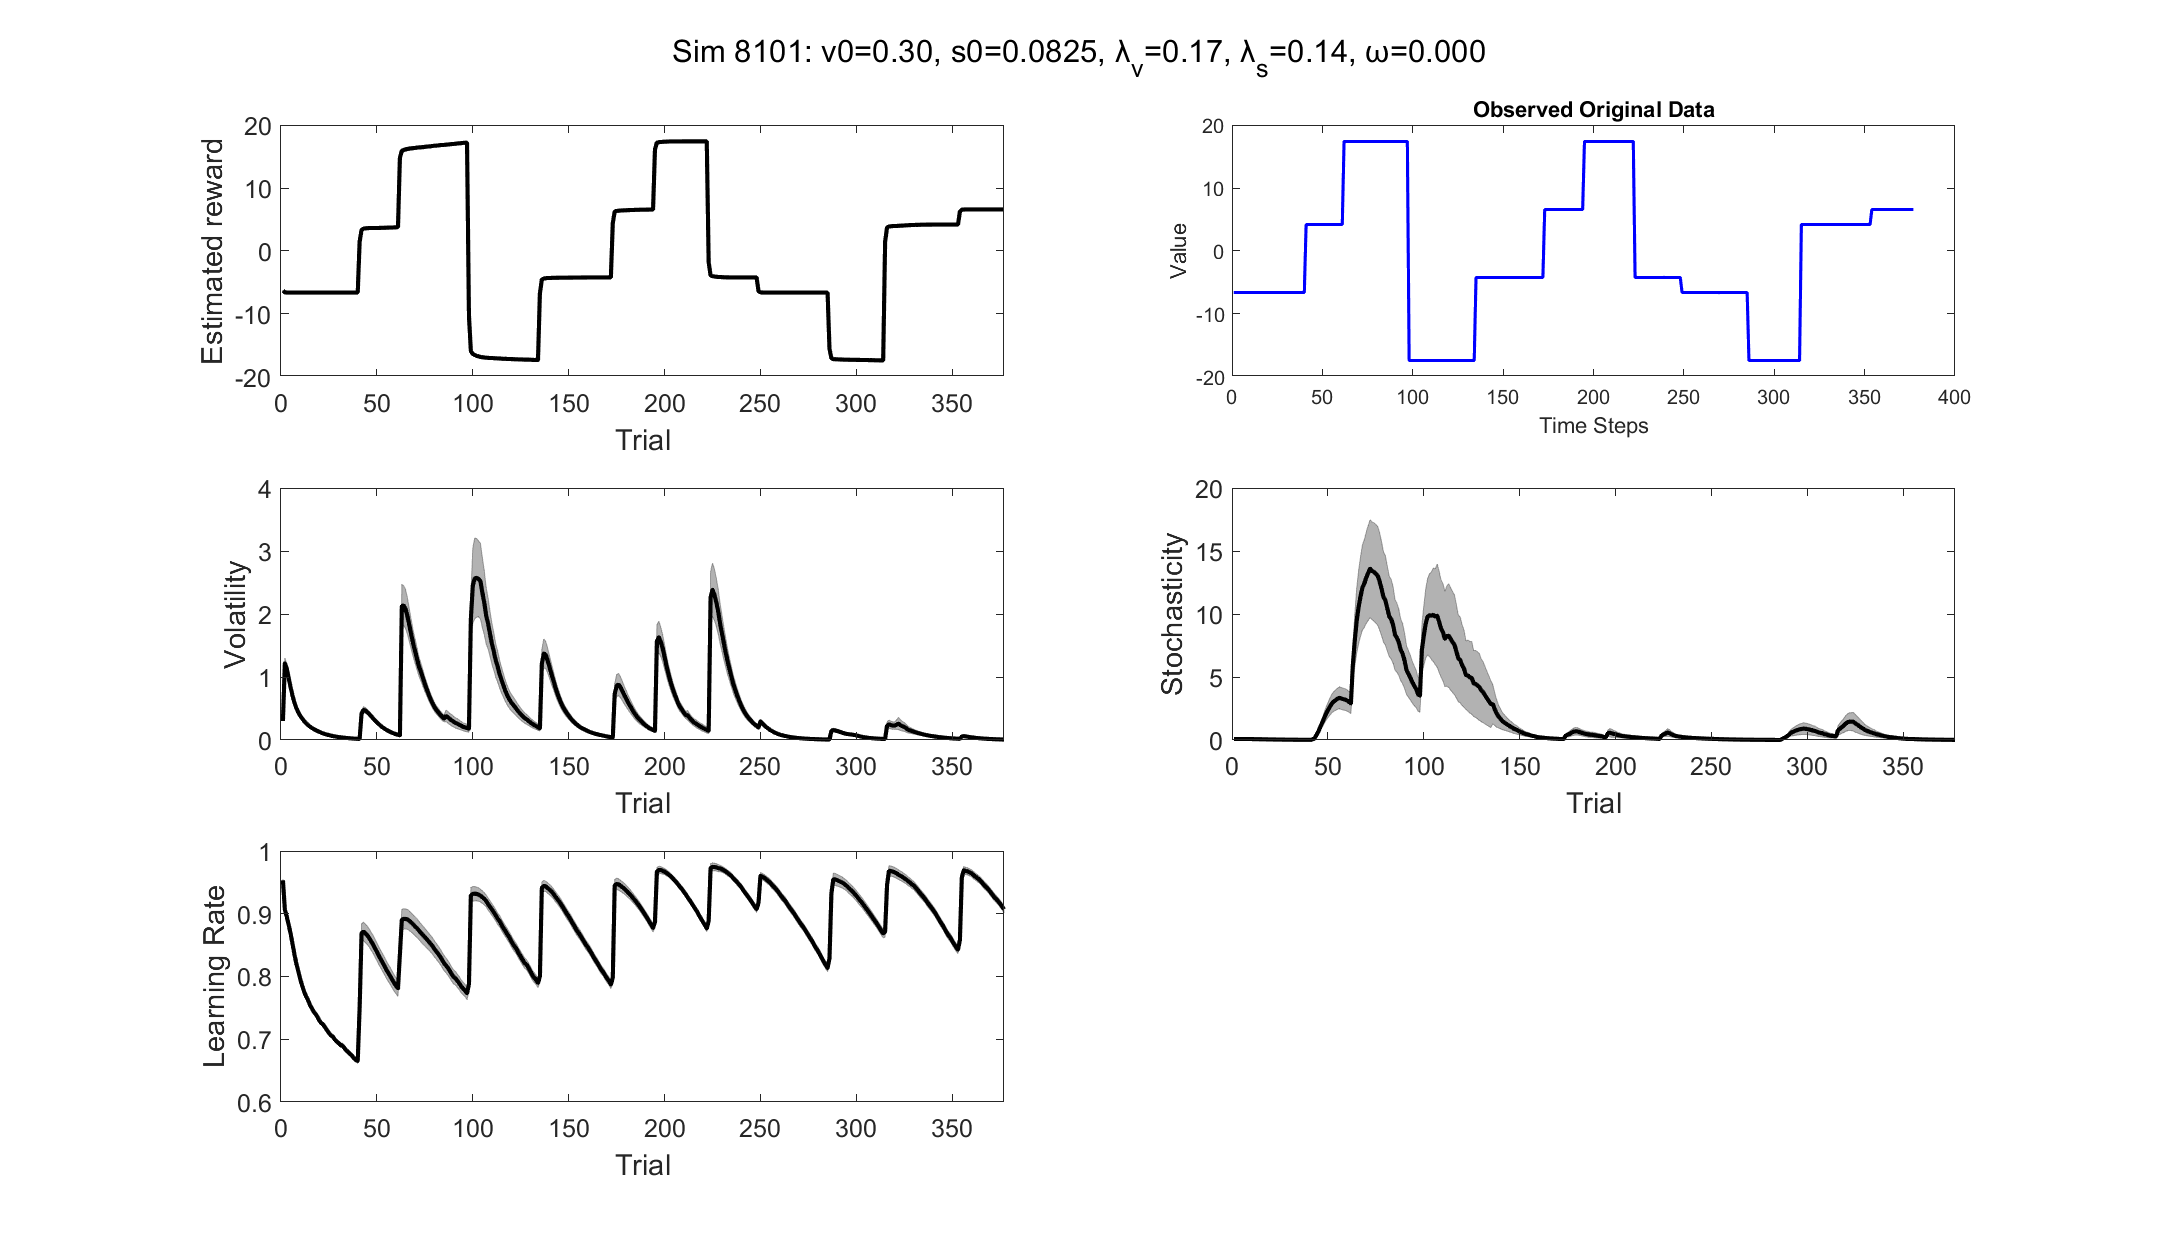 Sim 8101: v0=0.30, s0=0.0825, λv=0.17, λs=0.14, ω=0.000
Estimated reward
20
10
0
-10
-20
0 50 100 150 200 250 300 350
Trial
Observed Original Data
Value
20
10
0
-10
-20
0 50 100 150 200 250 300 350 400
Time Steps
Volatility
4
3
2
1
0
0 50 100 150 200 250 300 350
Trial
Stochasticity
20
15
10
5
0
0 50 100 150 200 250 300 350
Trial
Learning Rate
1
0.9
0.8
0.7
0.6
0 50 100 150 200 250 300 350
Trial